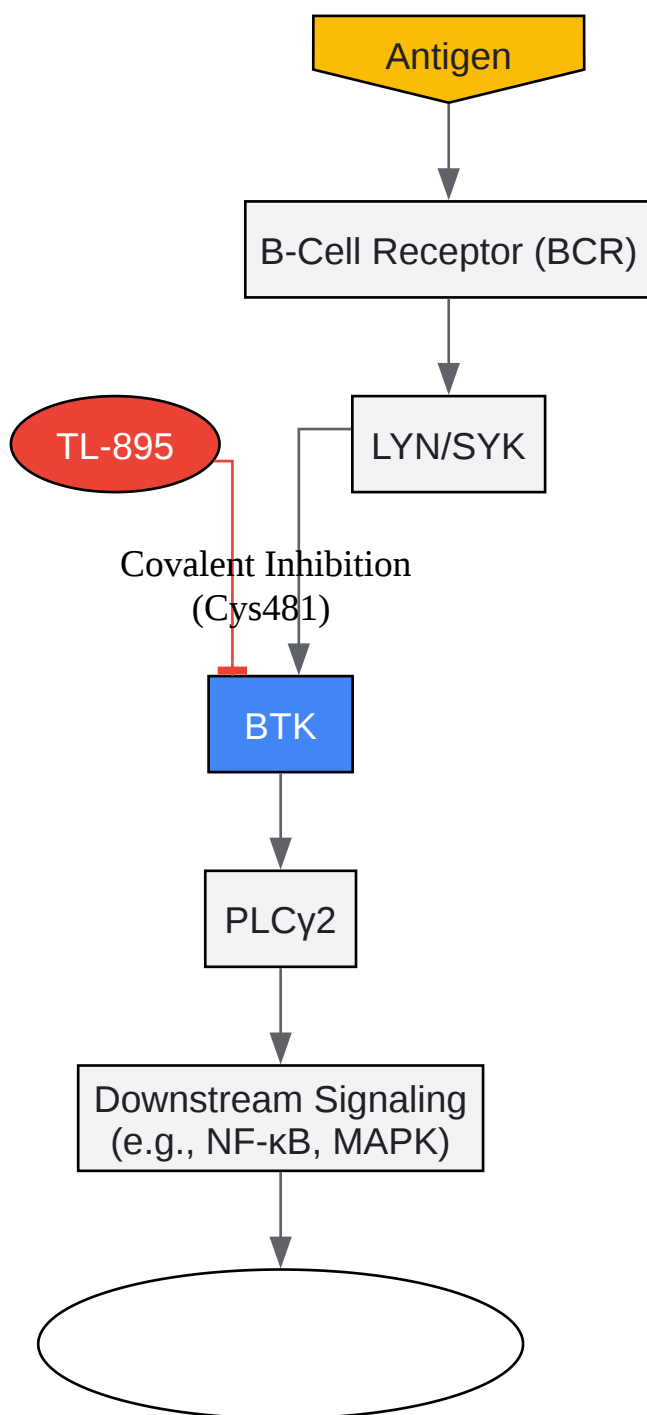 Antigen
B-Cell Receptor (BCR)
TL-895
LYN/SYK
Covalent Inhibition
(Cys481)
BTK
PLCγ2
Downstream Signaling
(e.g., NF-κB, MAPK)